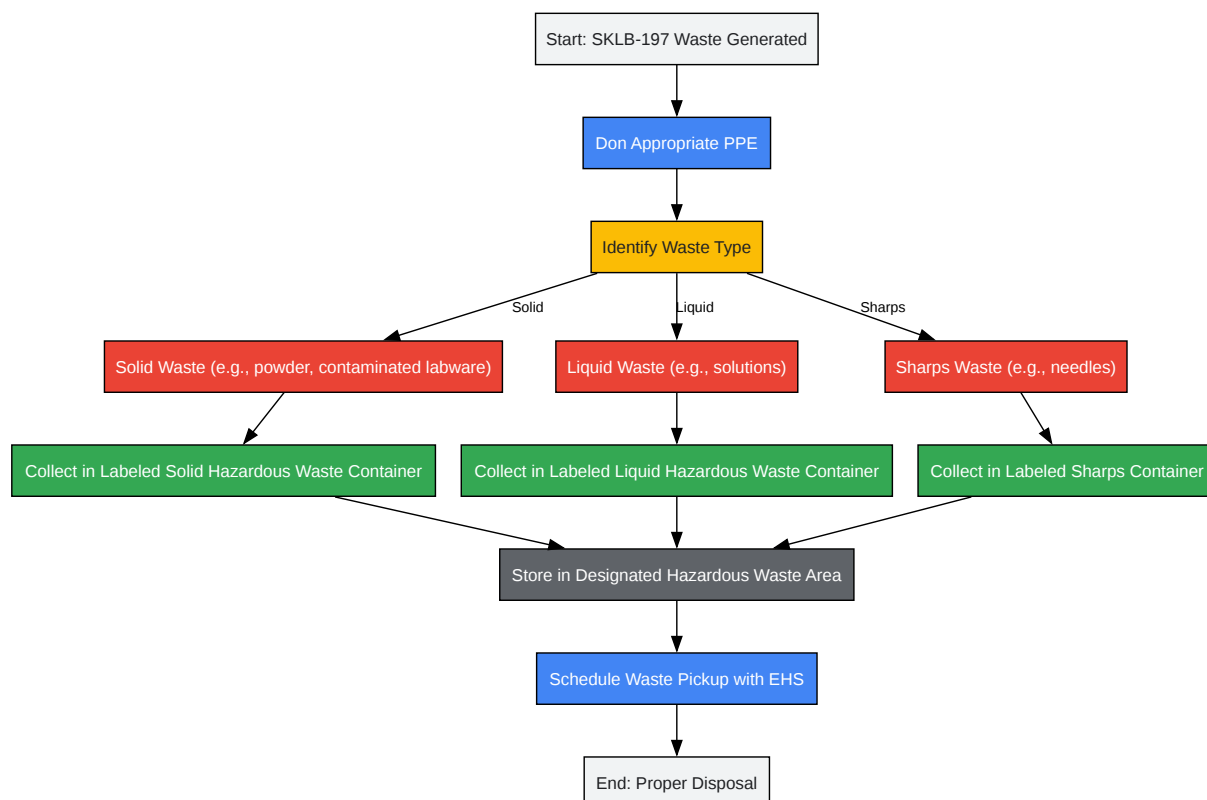 Start: SKLB-197 Waste Generated
Don Appropriate PPE
Identify Waste Type
Solid
Liquid
Sharps
Solid Waste (e.g., powder, contaminated labware)
Liquid Waste (e.g., solutions)
Sharps Waste (e.g., needles)
Collect in Labeled Solid Hazardous Waste Container
Collect in Labeled Liquid Hazardous Waste Container
Collect in Labeled Sharps Container
Store in Designated Hazardous Waste Area
Schedule Waste Pickup with EHS
End: Proper Disposal